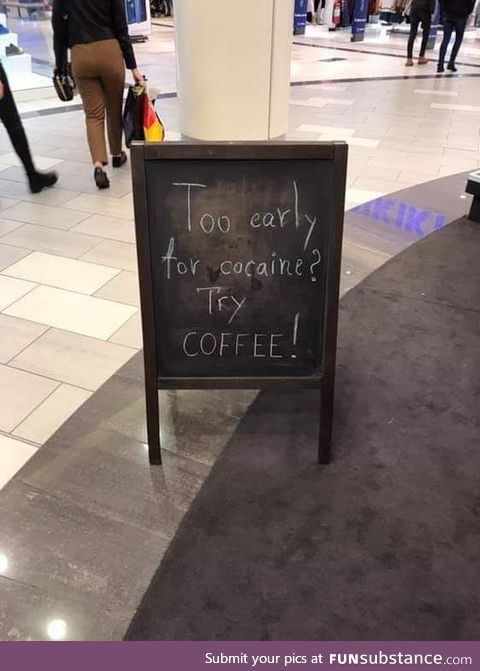 Too early
for cocaine?
Try
COFFEE!
Submit your pics at FUNsubstance.com